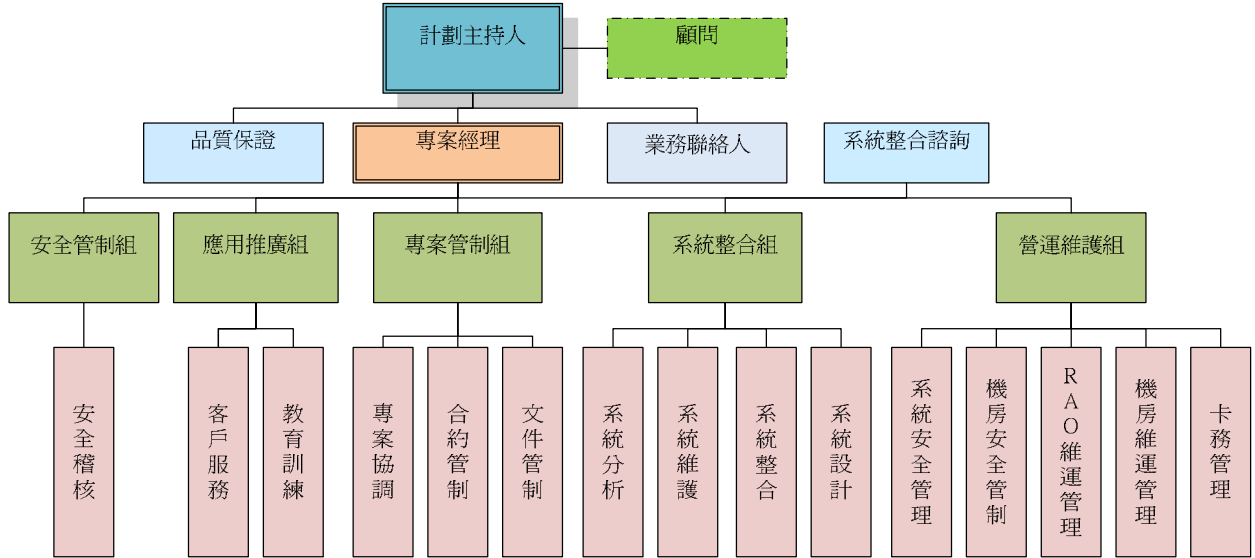 計劃主持人
顧問
品質保證
專案經理
業務聯絡人
系統整合諮詢
安全管制組
應用推廣組
專案管制組
系統整合組
營運維護組
安全稽核
客戶服務
教育訓練
專案協調
合約管制
文件管制
系統分析
系統維護
系統整合
系統設計
系統安全管理
機房安全管制
RAO維運管理
機房維運管理
卡務管理